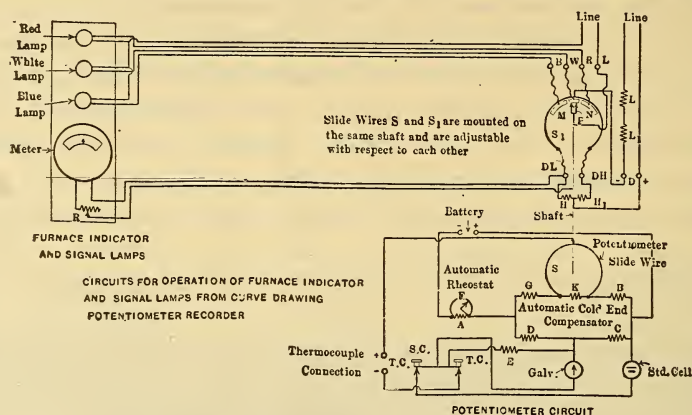 Red
Lamp
White
Lamp
Blue
Lamp
Meter
R
FURNACE INDICATOR
AND SIGNAL LAMPS
CIRCUITS FOR OPERATION OF FURNACE INDICATOR
AND SIGNAL LAMPS FROM CURVE DRAWING
POTENTIOMETER RECORDER
Line Line
B W R L
M N
F
S1
L
L1
Slide Wires S and S1 are mounted on
the same shaft and are adjustable
with respect to each other
DL DH D +
H H1
Shaft
Battery
- +
Potentiometer
Slide Wire
S
Automatic
Rheostat
F
A
G K B
Automatic Cold End
Compensator
D C
Thermocouple
Connection
+
-
T.C. S.C. T.C.
E
Galv.
Std. Cell
POTENTIOMETER CIRCUIT